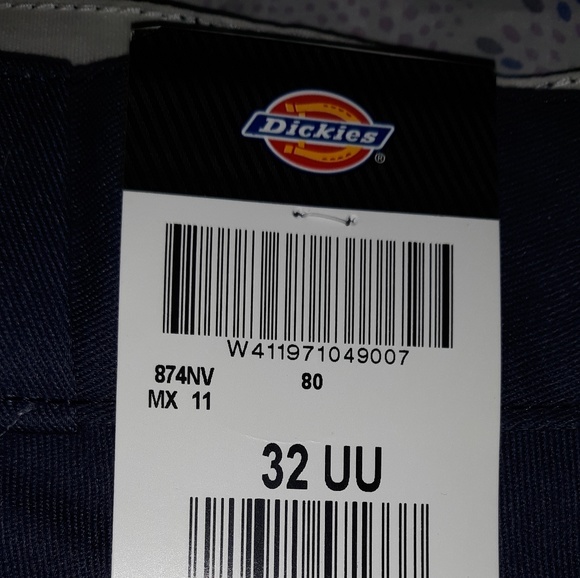 Dickies®
W411971049007
874NV 80
MX 11
32 UU